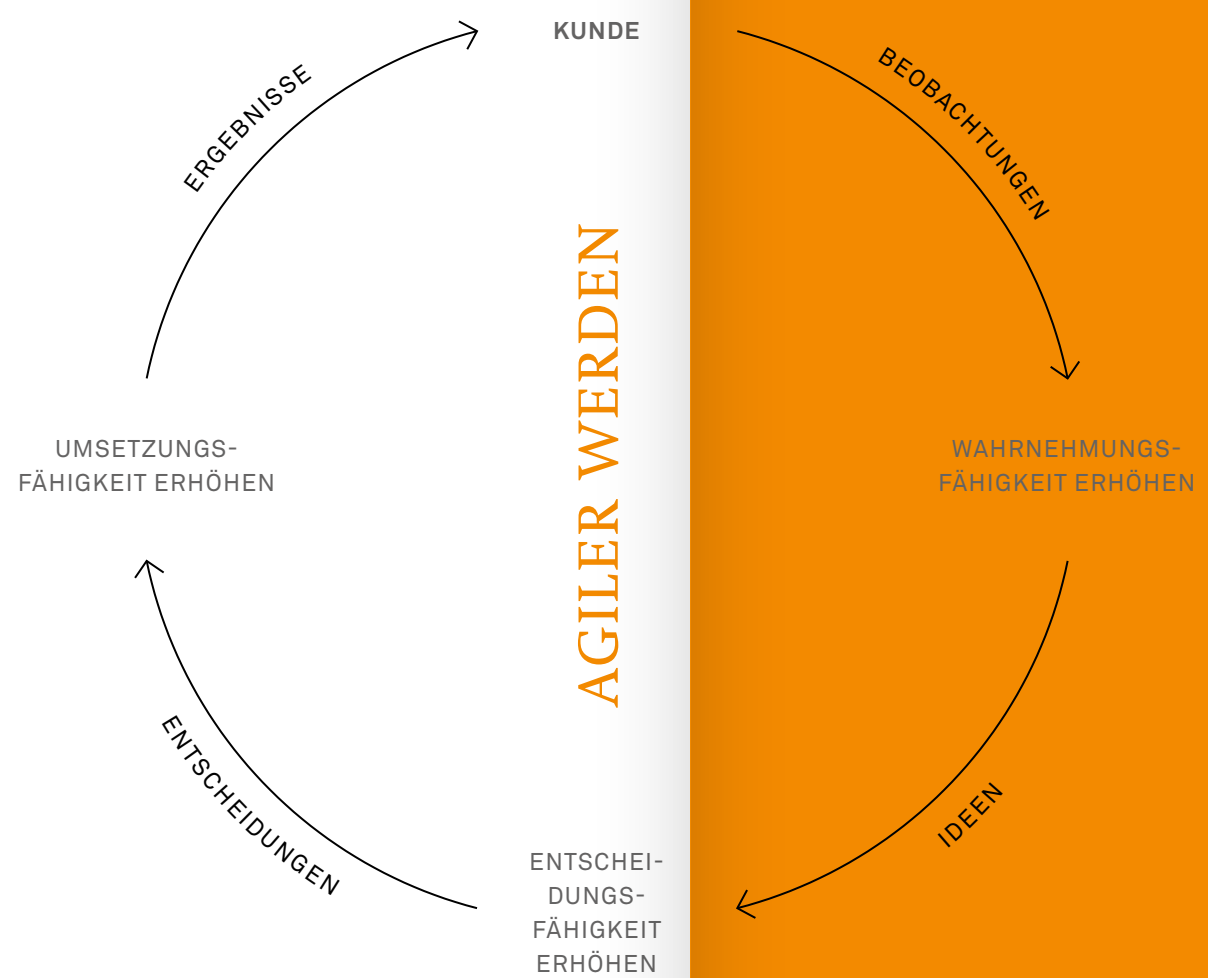 KUNDE
BEOBACHTUNGEN
WAHRNEHMUNGS-
FÄHIGKEIT ERHÖHEN
IDEEN
ENTSCHEI-
DUNGS-
FÄHIGKEIT
ERHÖHEN
ENTSCHEIDUNGEN
UMSETZUNGS-
FÄHIGKEIT ERHÖHEN
ERGEBNISSE
AGILER WERDEN